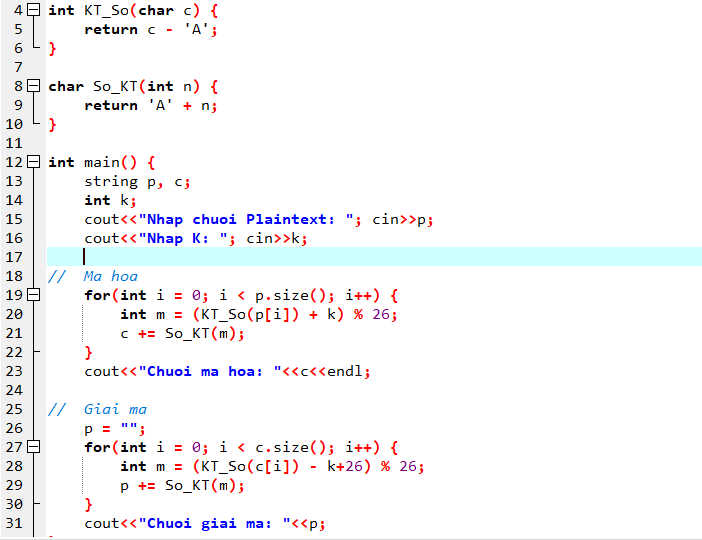 4 int KT_So(char c) {
5     return c - 'A';
6 }
7
8 char So_KT(int n) {
9     return 'A' + n;
10 }
11
12 int main() {
13     string p, c;
14     int k;
15     cout<<"Nhap chuoi Plaintext: "; cin>>p;
16     cout<<"Nhap K: "; cin>>k;
17
18 //  Ma hoa
19     for(int i = 0; i < p.size(); i++) {
20         int m = (KT_So(p[i]) + k) % 26;
21         c += So_KT(m);
22     }
23     cout<<"Chuoi ma hoa: "<<c<<endl;
24
25 //  Giai ma
26     p = "";
27     for(int i = 0; i < c.size(); i++) {
28         int m = (KT_So(c[i]) - k+26) % 26;
29         p += So_KT(m);
30     }
31     cout<<"Chuoi giai ma: "<<p;